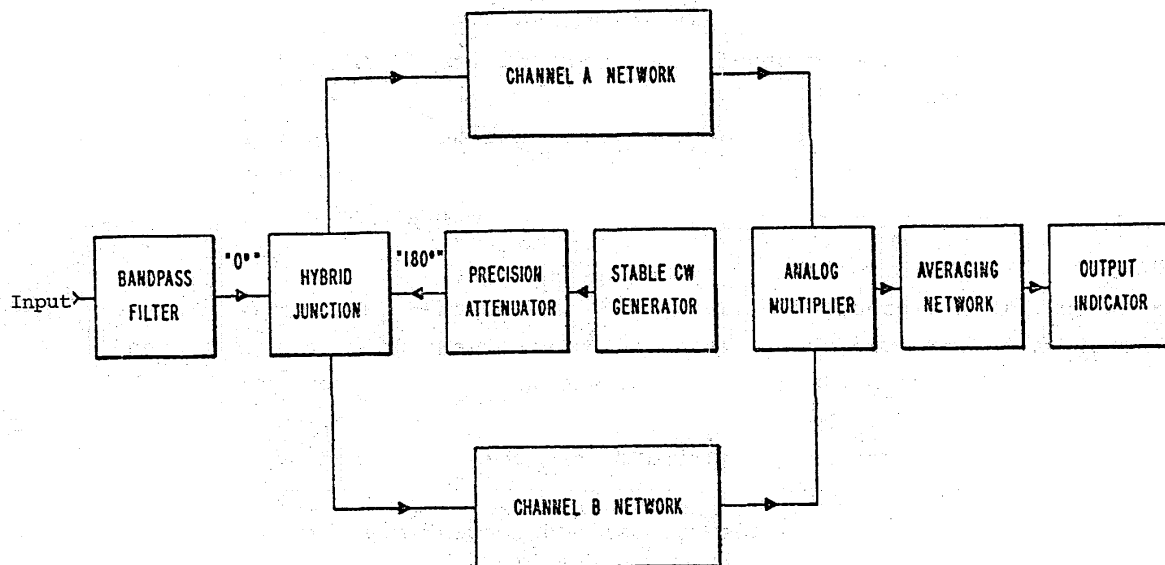 CHANNEL A NETWORK
Input
BANDPASS
FILTER
"0°"
HYBRID
JUNCTION
"180°"
PRECISION
ATTENUATOR
STABLE CW
GENERATOR
ANALOG
MULTIPLIER
AVERAGING
NETWORK
OUTPUT
INDICATOR
CHANNEL B NETWORK